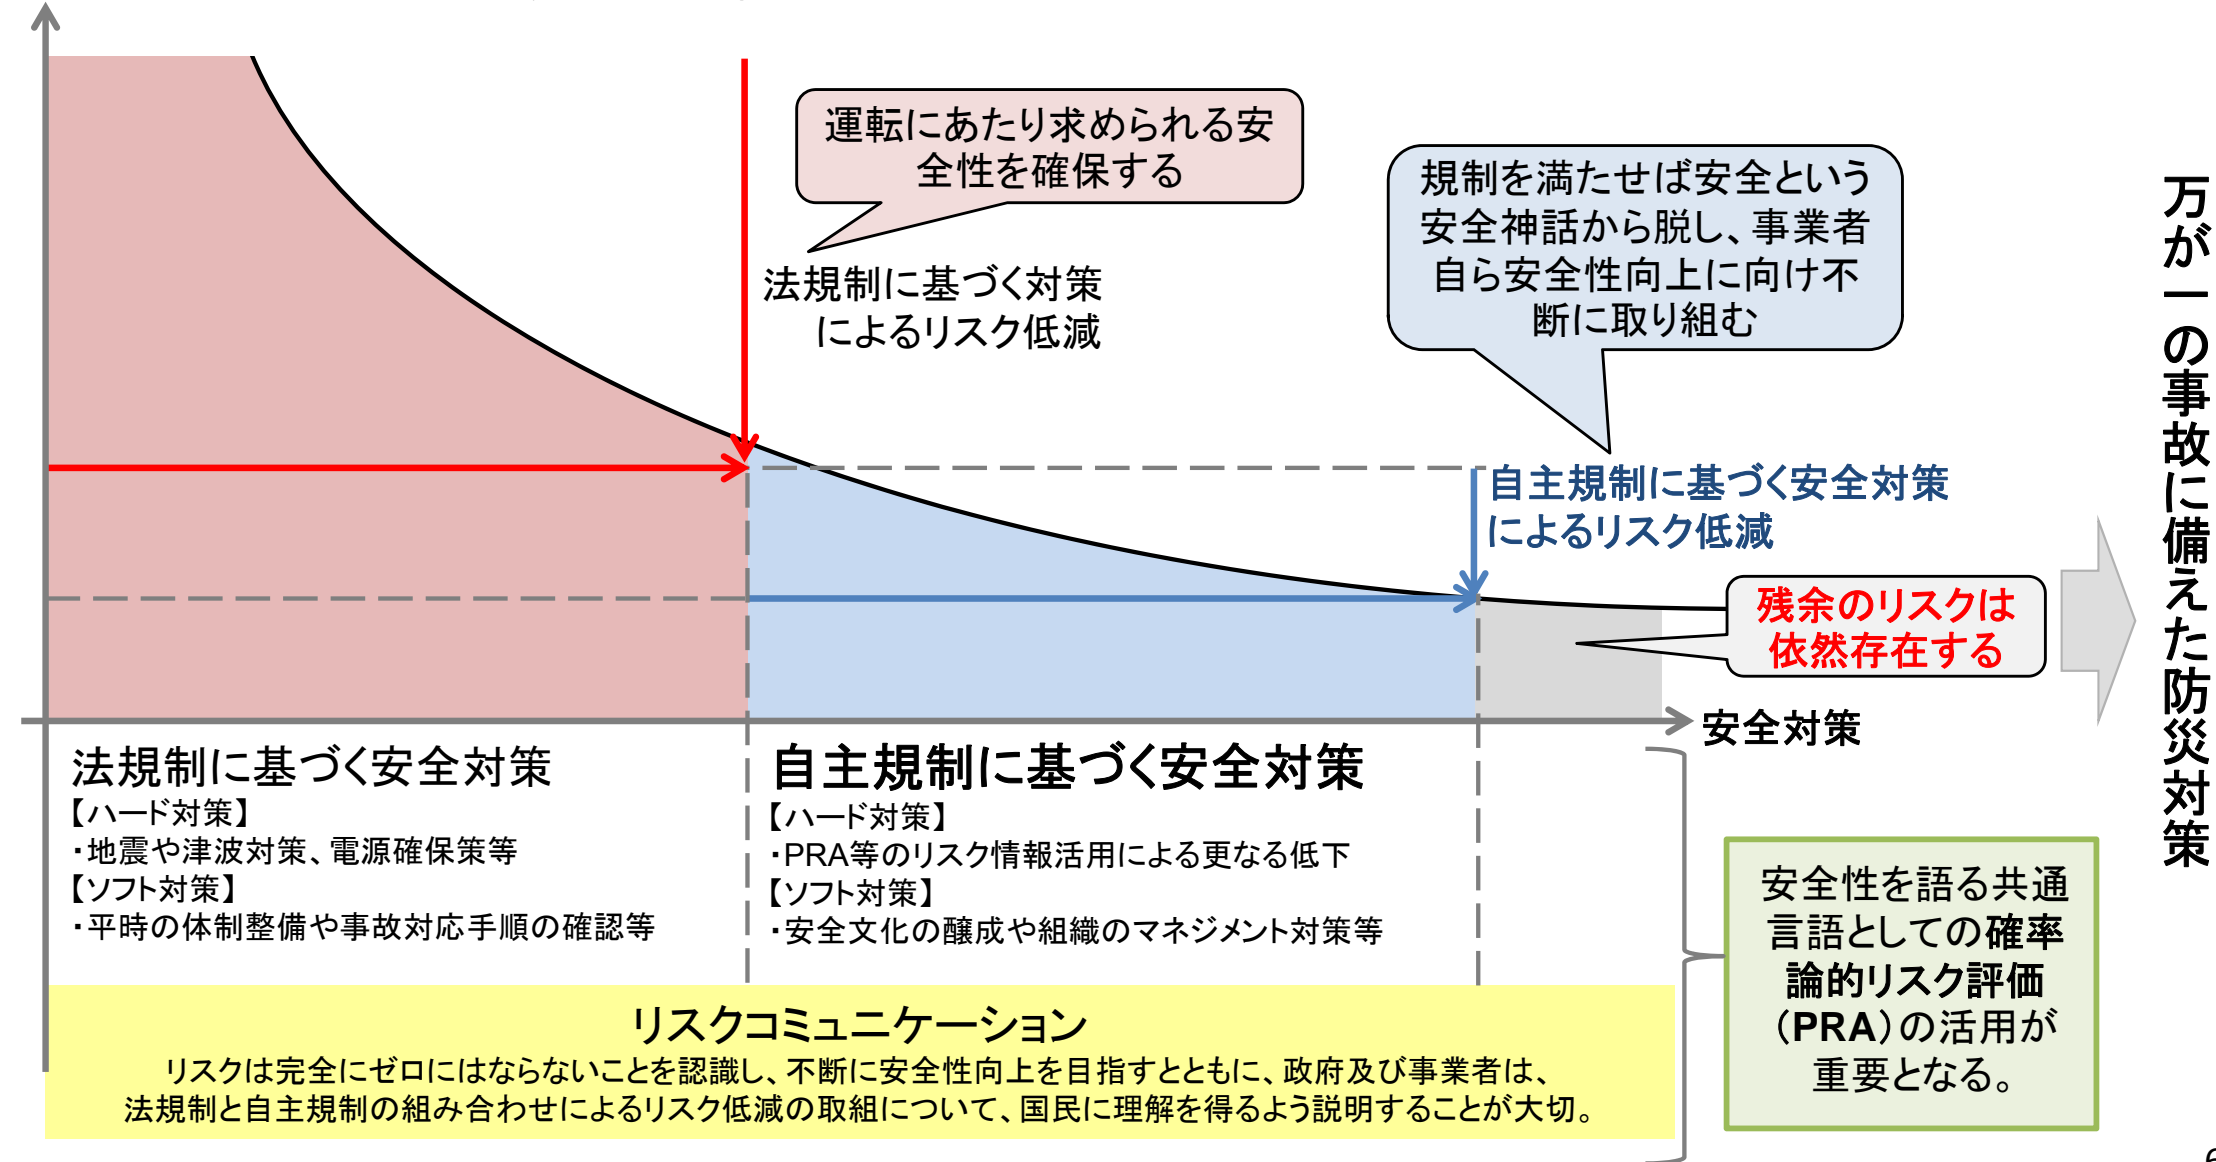 運転にあたり求められる安
全性を確保する
規制を満たせば安全という
安全神話から脱し、事業者
自ら安全性向上に向け不
断に取り組む
法規制に基づく対策
によるリスク低減
自主規制に基づく安全対策
によるリスク低減
残余のリスクは
依然存在する
安全対策
万が一の事故に備えた防災対策
法規制に基づく安全対策
【ハード対策】
・地震や津波対策、電源確保策等
【ソフト対策】
・平時の体制整備や事故対応手順の確認等
自主規制に基づく安全対策
【ハード対策】
・PRA等のリスク情報活用による更なる低下
【ソフト対策】
・安全文化の醸成や組織のマネジメント対策等
安全性を語る共通
言語としての確率
論的リスク評価
（PRA）の活用が
重要となる。
リスクコミュニケーション
リスクは完全にゼロにはならないことを認識し、不断に安全性向上を目指すとともに、政府及び事業者は、
法規制と自主規制の組み合わせによるリスク低減の取組について、国民に理解を得るよう説明することが大切。